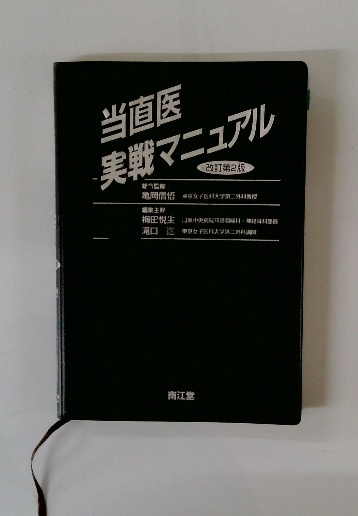 当直医
実戦マニュアル
改訂第2版
総合監修
亀岡信悟 東京女子医科大学第二外科教授
編集主幹
梅田悦生
滝口 進 東京女子医科大学第二外科講師
南江堂